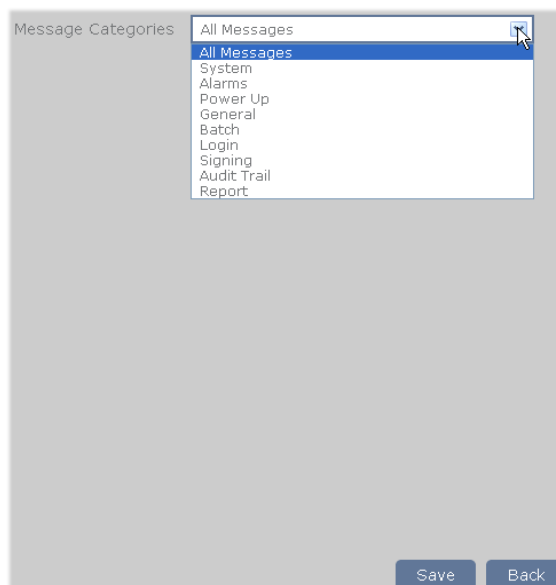 Message Categories All Messages
All Messages
System
Alarms
Power Up
General
Batch
Login
Signing
Audit Trail
Report
Save Back